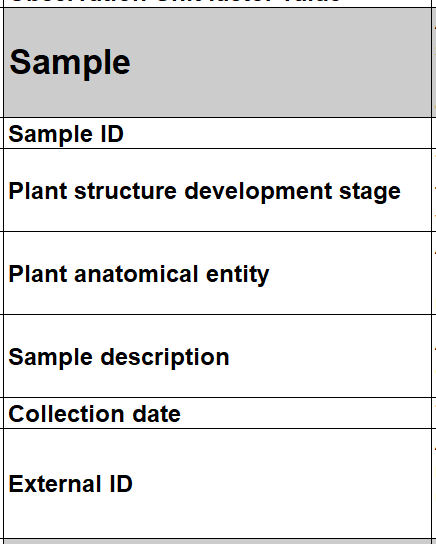 Sample
Sample ID
Plant structure development stage
Plant anatomical entity
Sample description
Collection date
External ID